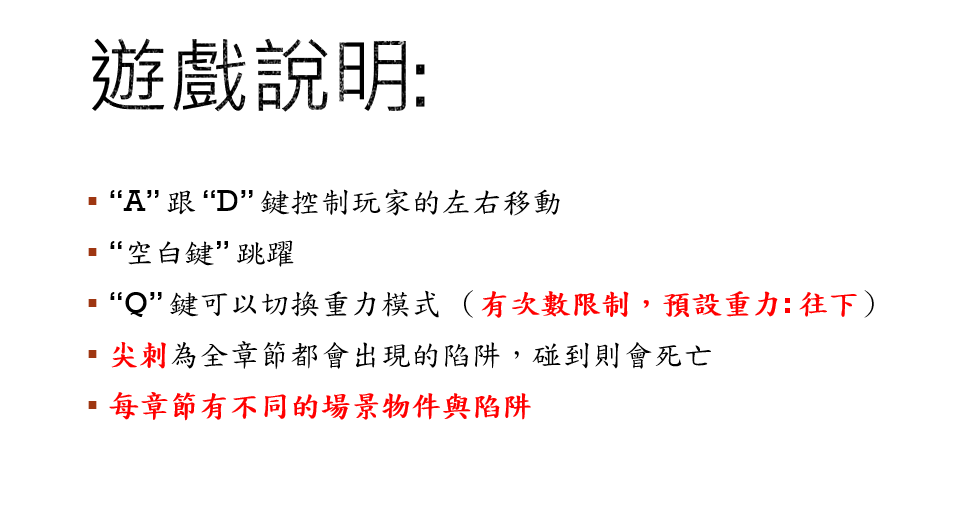 遊戲說明:
▪ “A” 跟 “D” 鍵控制玩家的左右移動
▪ “空白鍵” 跳躍
▪ “Q” 鍵可以切換重力模式 （有次數限制，預設重力: 往下）
▪ 尖刺為全章節都會出現的陷阱，碰到則會死亡
▪ 每章節有不同的場景物件與陷阱